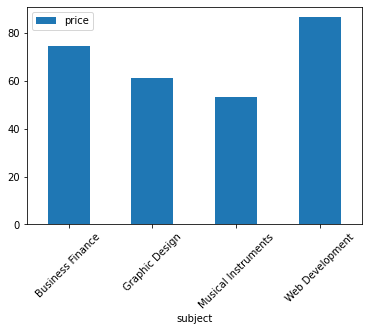 price
80
60
40
20
0
Business Finance
Graphic Design
Musical Instruments
Web Development
subject